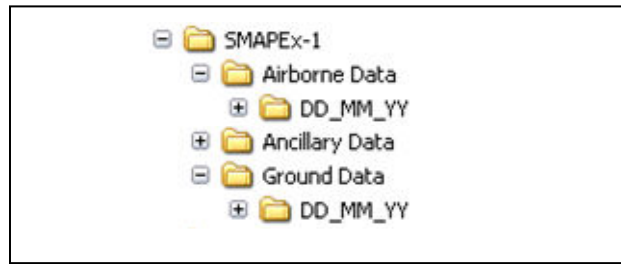 SMAPEx-1
Airborne Data
DD_MM_YY
Ancillary Data
Ground Data
DD_MM_YY